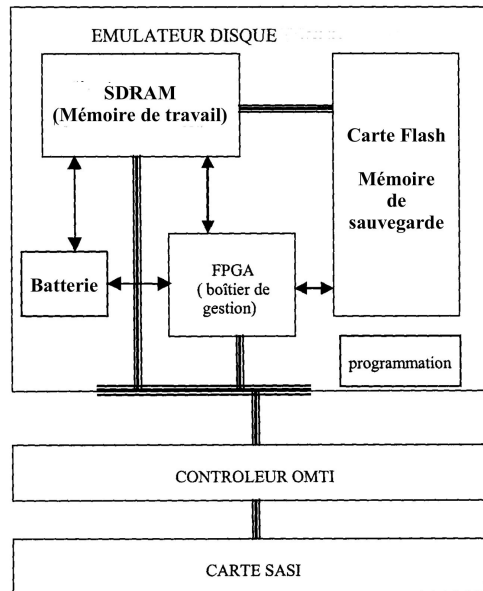 EMULATEUR DISQUE
SDRAM
(Mémoire de travail)
Carte Flash
Mémoire
de
sauvegarde
Batterie
FPGA
( boîtier de
gestion)
programmation
CONTROLEUR OMTI
CARTE SASI